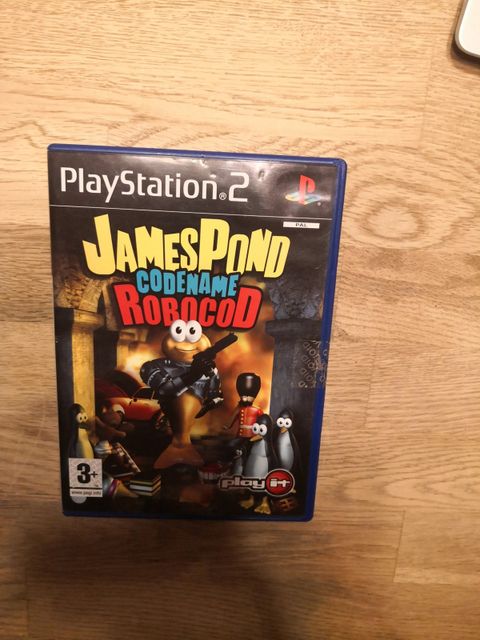 PlayStation®2
PAL
JAMES POND
CODENAME
ROBOCOD
3+
www.pegi.info
play it